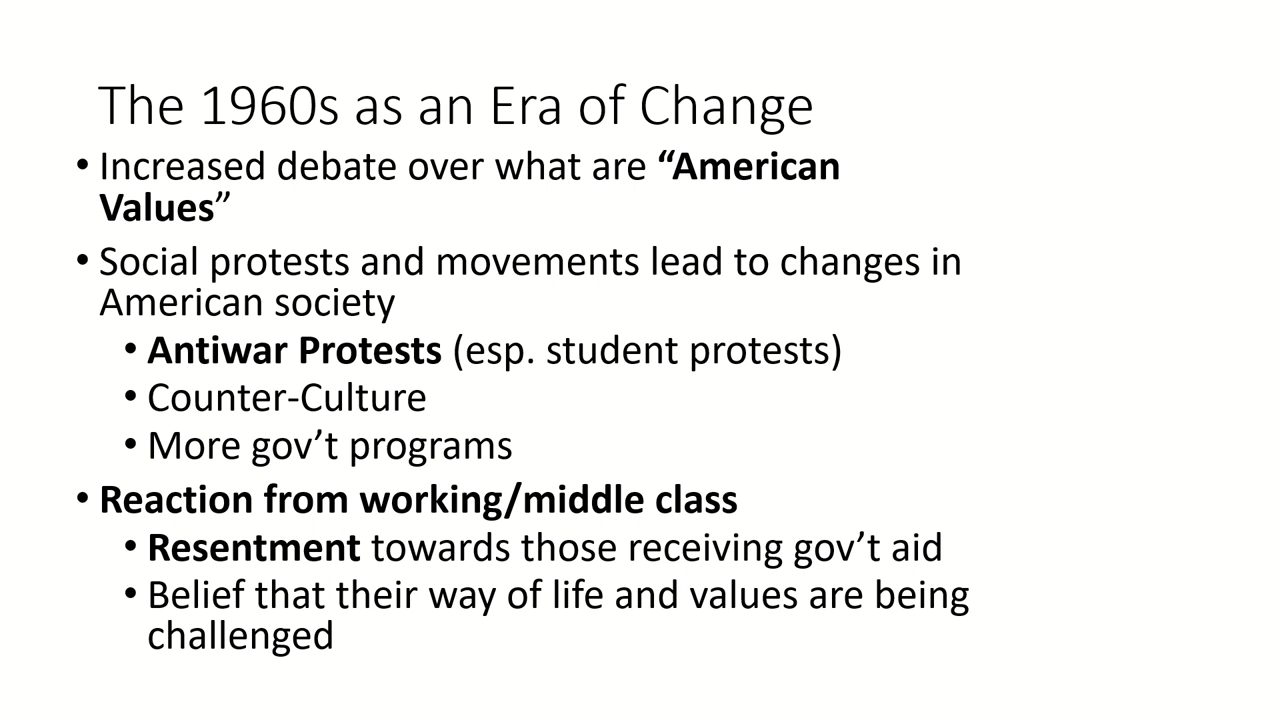 The 1960s as an Era of Change
• Increased debate over what are “American
Values”
• Social protests and movements lead to changes in
American society
• Antiwar Protests (esp. student protests)
• Counter-Culture
• More gov’t programs
• Reaction from working/middle class
• Resentment towards those receiving gov’t aid
• Belief that their way of life and values are being
challenged